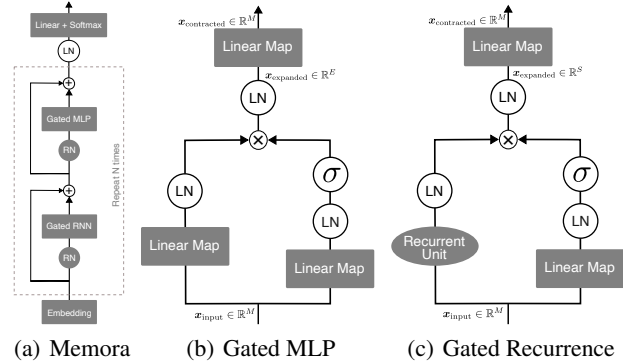 Linear + Softmax
LN
Gated MLP
RN
Gated RNN
RN
Embedding
Repeat N times
(a) Memora
x_contracted ∈ ℝ^M
Linear Map
x_expanded ∈ ℝ^E
LN
×
LN
σ
LN
Linear Map
Linear Map
x_input ∈ ℝ^M
(b) Gated MLP
x_contracted ∈ ℝ^M
Linear Map
x_expanded ∈ ℝ^S
LN
×
LN
σ
LN
Recurrent
Unit
Linear Map
x_input ∈ ℝ^M
(c) Gated Recurrence